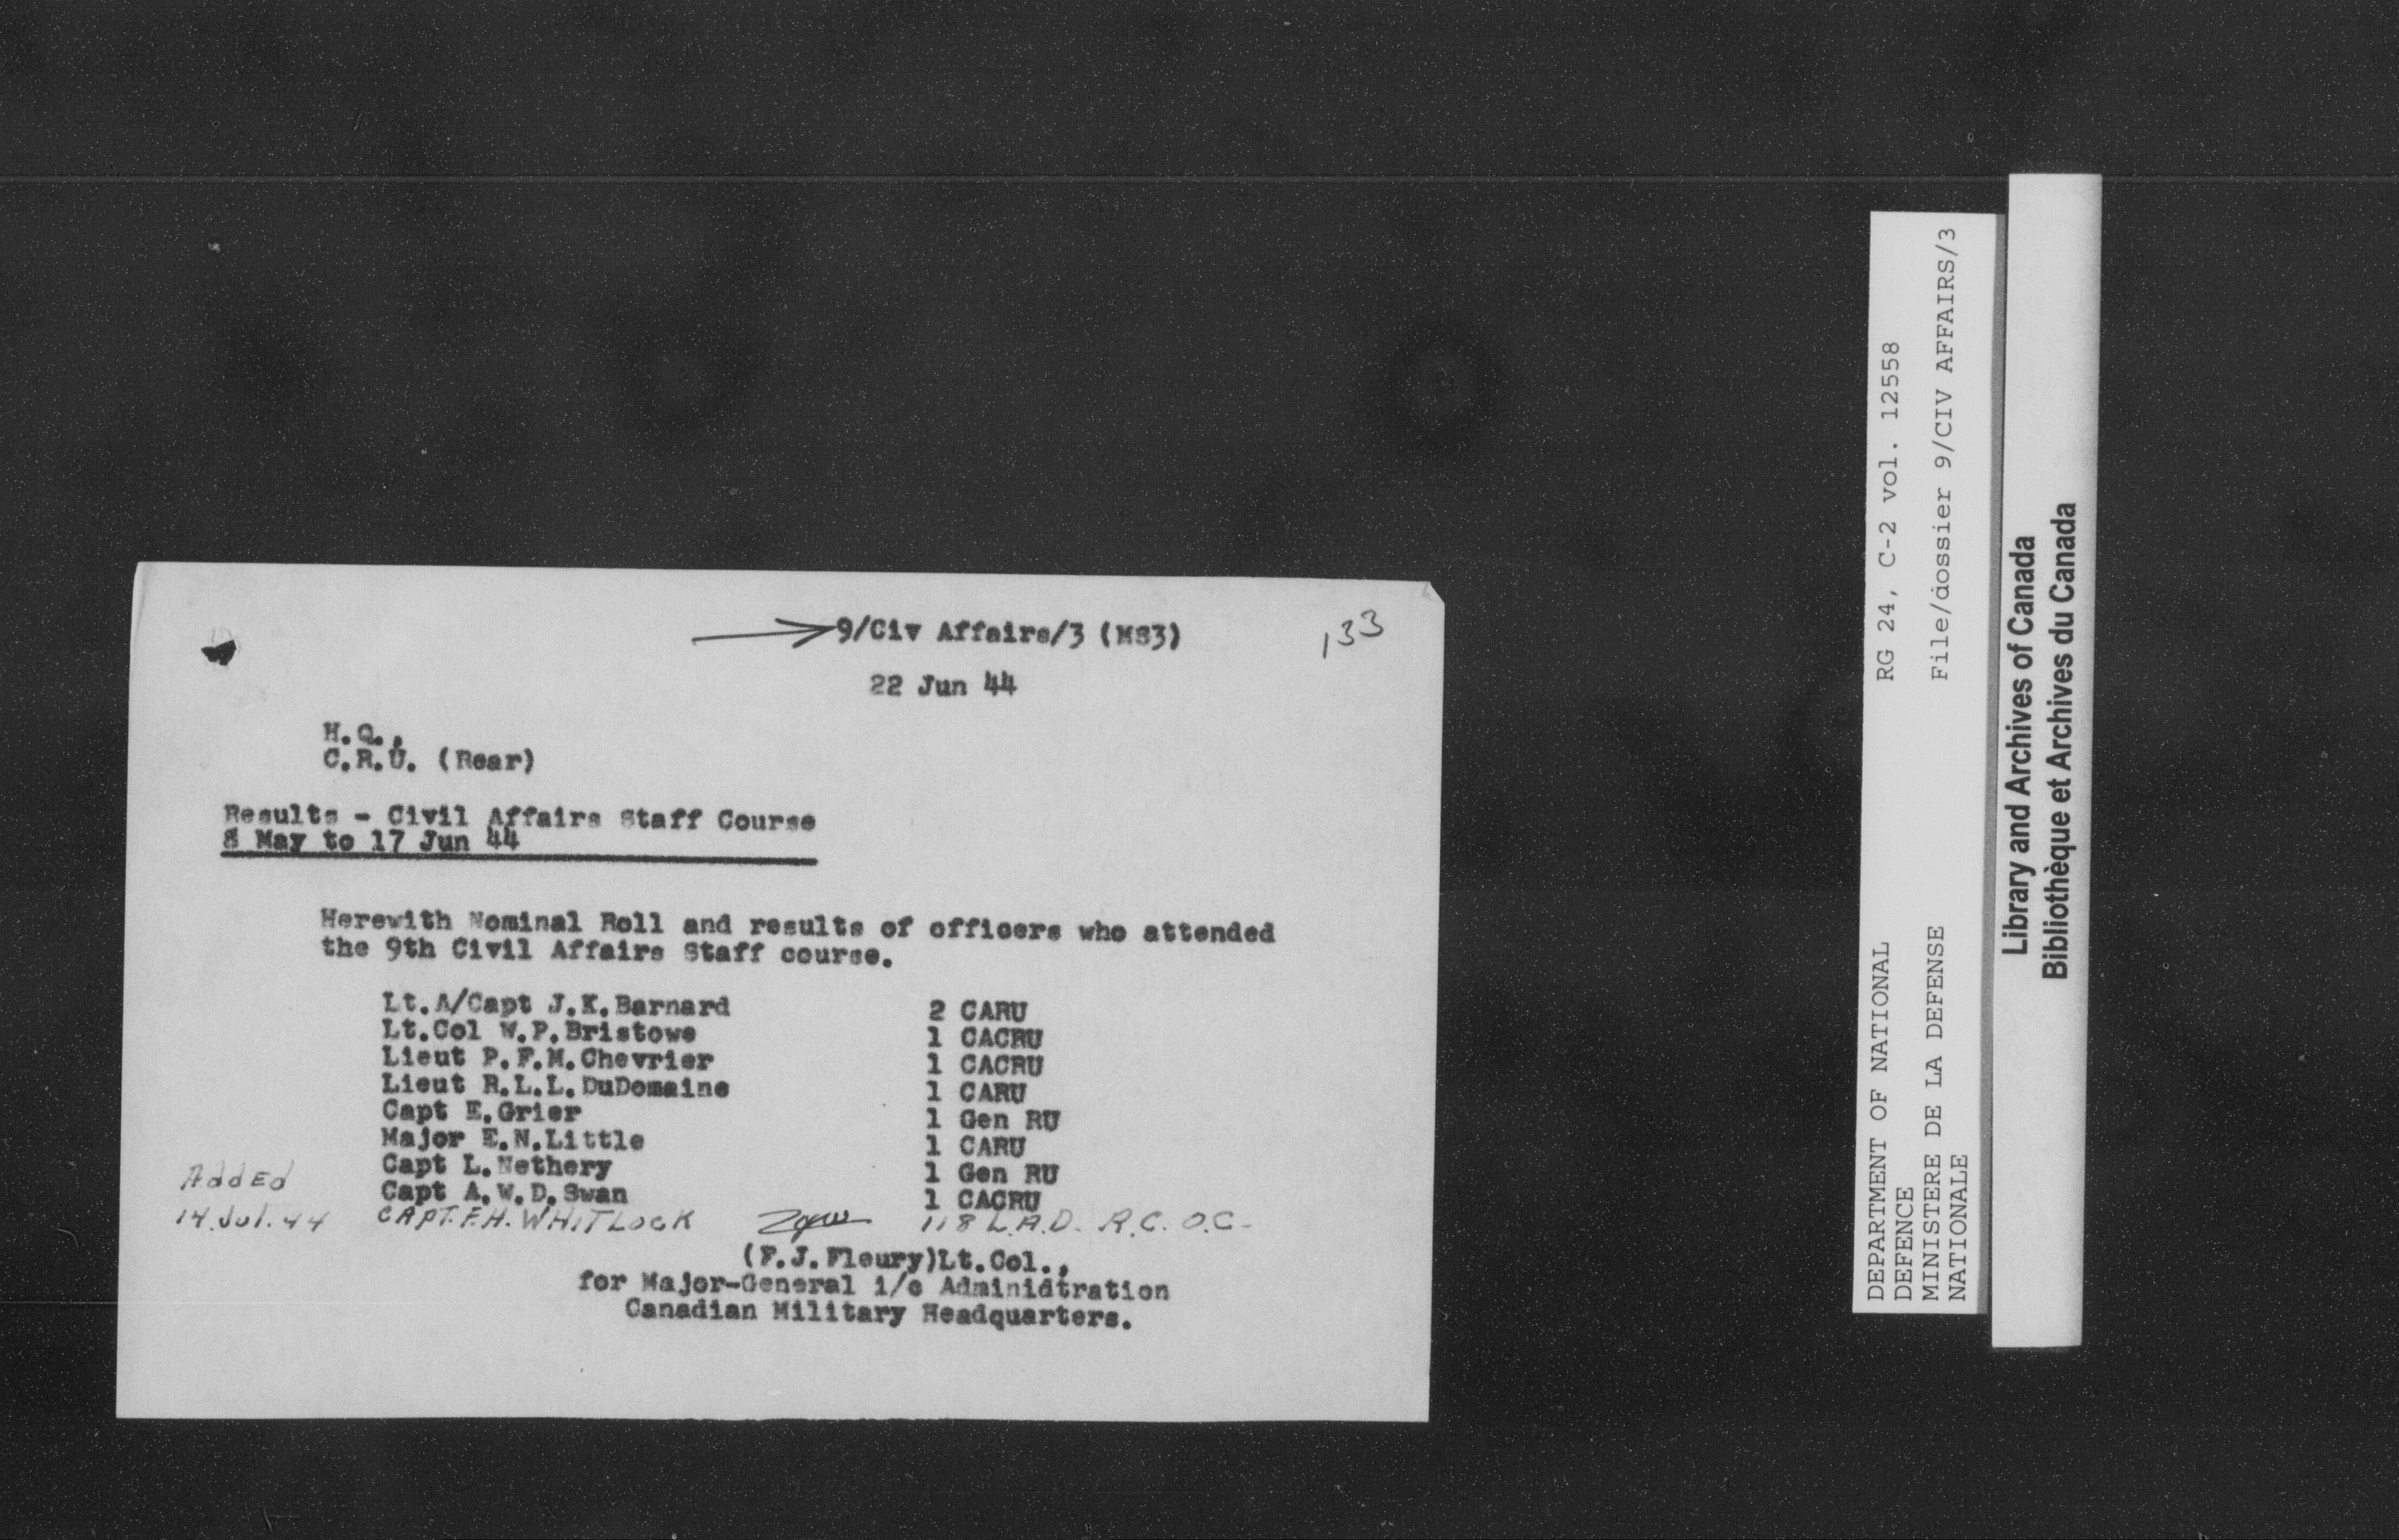 9/Civ Affairs/3 (MS3)
133
22 Jun 44
H.Q.,
C.R.U. (Rear)
Results - Civil Affairs Staff Course
8 May to 17 Jun 44
Herewith Nominal Roll and results of officers who attended
the 9th Civil Affairs Staff course.
Lt.A/Capt J.K.Barnard 2 CARU
Lt.Col W.P.Bristowe 1 CACRU
Lieut P.F.M.Chevrier 1 CACRU
Lieut R.L.L.DuDomaine 1 CARU
Capt E.Grier 1 Gen RU
Major E.N.Little 1 CARU
Capt L.Nethery 1 Gen RU
Capt A.W.D.Swan 1 CACRU
Added
14.Jul.44 CAPT.F.H.WHITLOCK 118 L.A.D. R.C.O.C.
(F.J.Fleury)Lt.Col.,
for Major-General i/c Adminidtration
Canadian Military Headquarters.
DEPARTMENT OF NATIONAL RG 24, C-2 vol. 12558
DEFENCE
MINISTERE DE LA DEFENSE File/dossier 9/CIV AFFAIRS/3
NATIONALE
Library and Archives of Canada
Bibliothèque et Archives du Canada